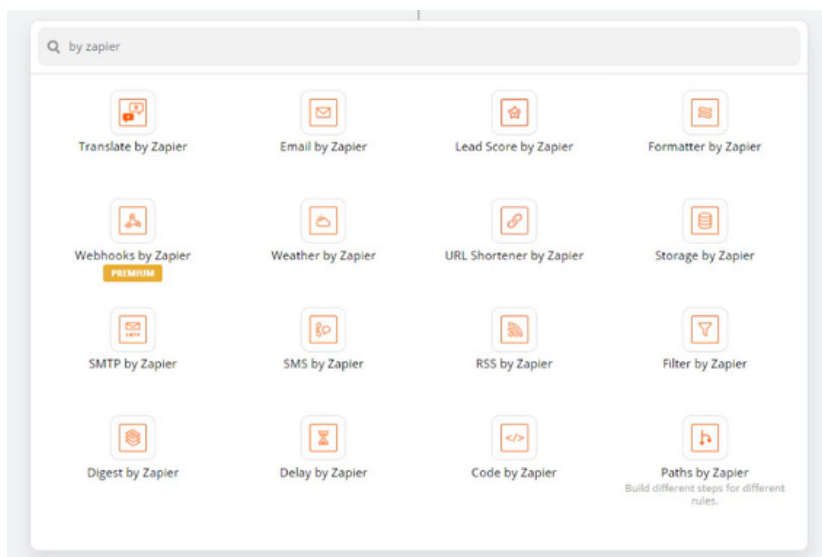 by zapier
Translate by Zapier
Email by Zapier
Lead Score by Zapier
Formatter by Zapier
Webhooks by Zapier
PREMIUM
Weather by Zapier
URL Shortener by Zapier
Storage by Zapier
SMTP by Zapier
SMS by Zapier
RSS by Zapier
Filter by Zapier
Digest by Zapier
Delay by Zapier
Code by Zapier
Paths by Zapier
Build different steps for different
rules.